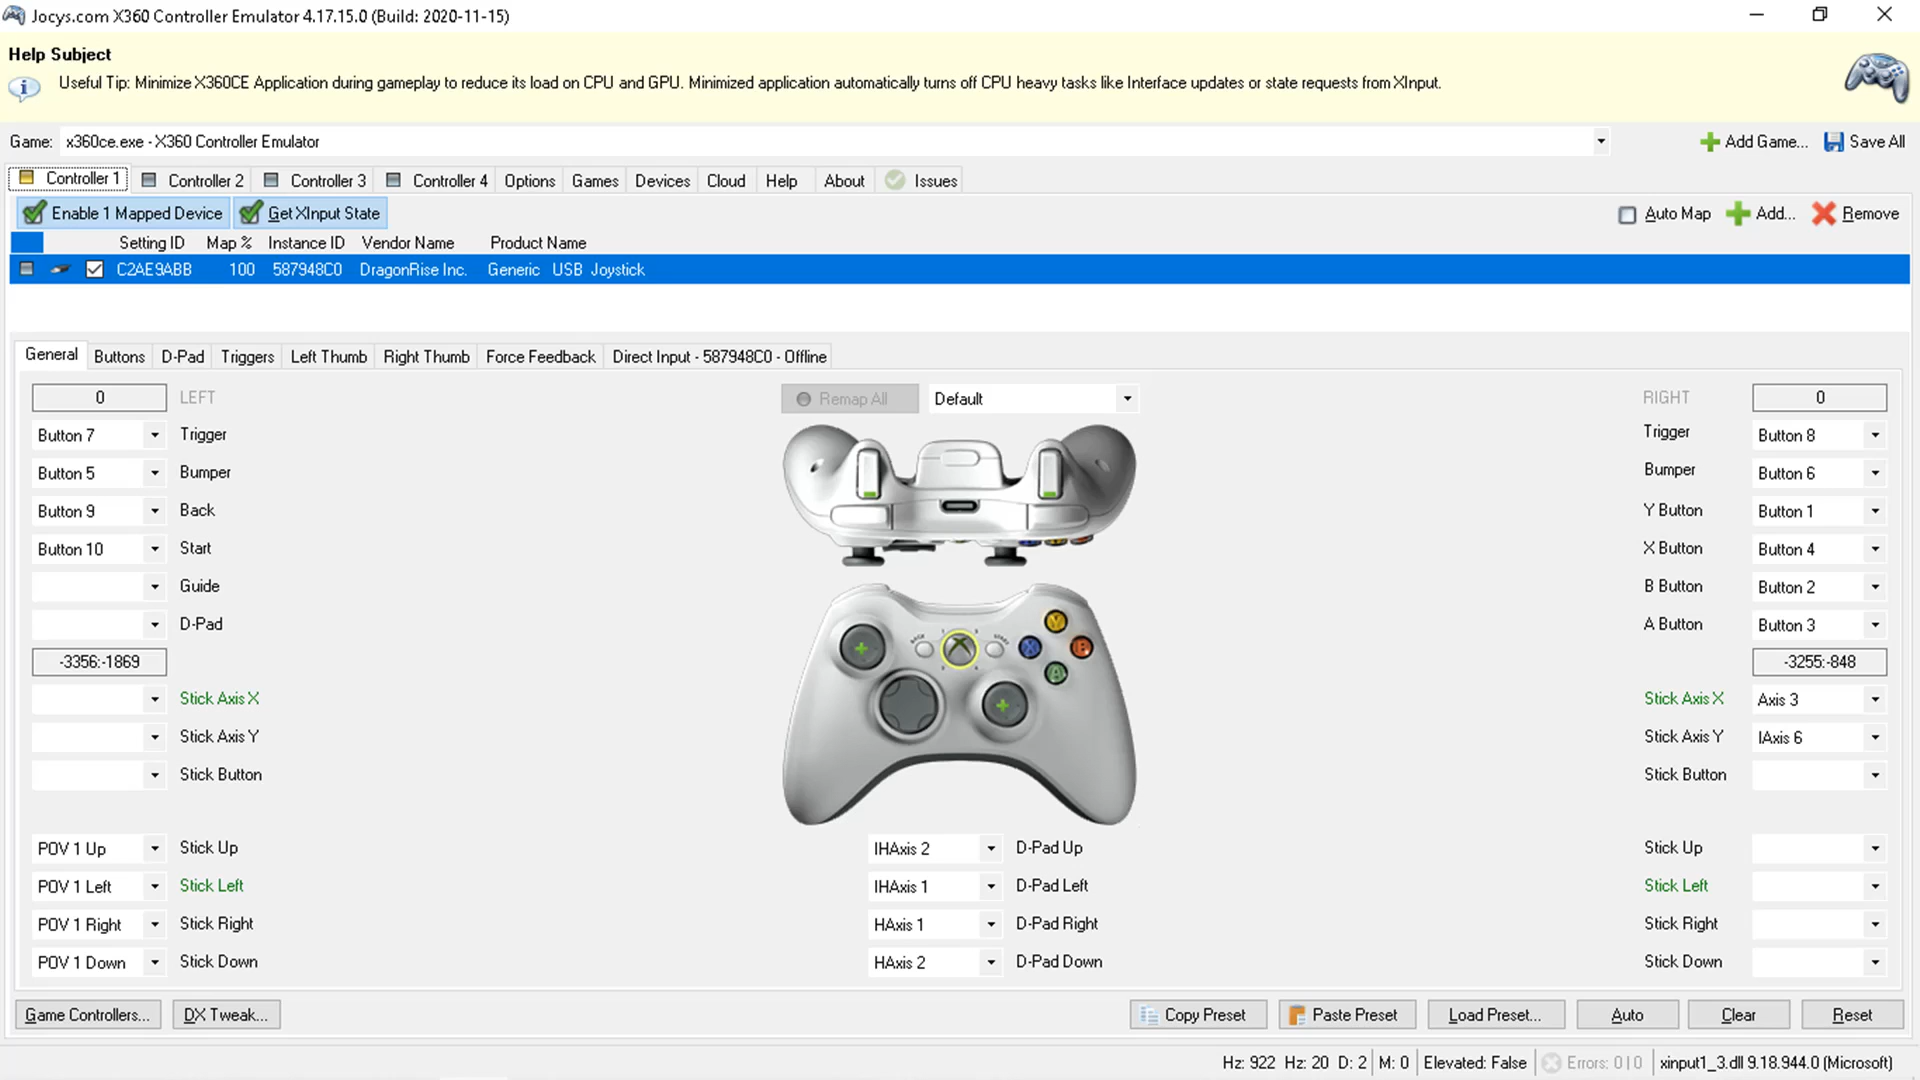 Jocys.com X360 Controller Emulator 4.17.15.0 (Build: 2020-11-15)
Help Subject
Useful Tip: Minimize X360CE Application during gameplay to reduce its load on CPU and GPU. Minimized application automatically turns off CPU heavy tasks like Interface updates or state requests from XInput.
Game: x360ce.exe - X360 Controller Emulator Add Game... Save All
Controller 1 Controller 2 Controller 3 Controller 4 Options Games Devices Cloud Help About Issues
Enable 1 Mapped Device Get XInput State Auto Map Add... Remove
Setting ID Map % Instance ID Vendor Name Product Name
C2AE9ABB 100 587948C0 DragonRise Inc. Generic USB Joystick
General Buttons D-Pad Triggers Left Thumb Right Thumb Force Feedback Direct Input - 587948C0 - Offline
0 LEFT Remap All Default RIGHT 0
Button 7 Trigger Trigger Button 8
Button 5 Bumper Bumper Button 6
Button 9 Back Y Button Button 1
Button 10 Start X Button Button 4
Guide B Button Button 2
D-Pad A Button Button 3
BACK START
Y
X B
A
-3356:-1869 -3255:-848
Stick Axis X Stick Axis X Axis 3
Stick Axis Y Stick Axis Y IAxis 6
Stick Button Stick Button
POV 1 Up Stick Up IHAxis 2 D-Pad Up Stick Up
POV 1 Left Stick Left IHAxis 1 D-Pad Left Stick Left
POV 1 Right Stick Right HAxis 1 D-Pad Right Stick Right
POV 1 Down Stick Down HAxis 2 D-Pad Down Stick Down
Game Controllers... DX Tweak... Copy Preset Paste Preset Load Preset... Auto Clear Reset
Hz: 922 Hz: 20 D: 2 M: 0 Elevated: False Errors: 0 | 0 xinput1_3.dll 9.18.944.0 (Microsoft)